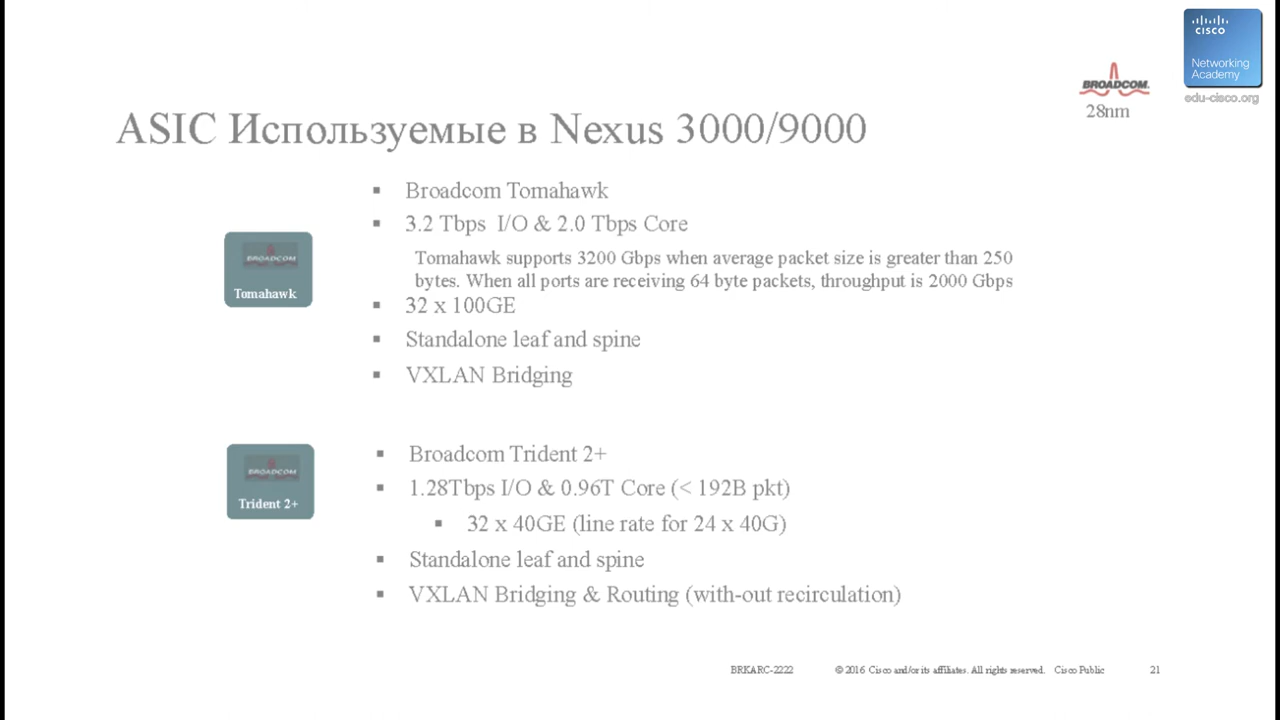 cisco
Networking
Academy
edu-cisco.org
BROADCOM.
28nm
ASIC Используемые в Nexus 3000/9000
▪ Broadcom Tomahawk
▪ 3.2 Tbps I/O & 2.0 Tbps Core
Tomahawk supports 3200 Gbps when average packet size is greater than 250
bytes. When all ports are receiving 64 byte packets, throughput is 2000 Gbps
▪ 32 x 100GE
▪ Standalone leaf and spine
▪ VXLAN Bridging
BROADCOM
Tomahawk
▪ Broadcom Trident 2+
▪ 1.28Tbps I/O & 0.96T Core (< 192B pkt)
▪ 32 x 40GE (line rate for 24 x 40G)
▪ Standalone leaf and spine
▪ VXLAN Bridging & Routing (with-out recirculation)
BROADCOM
Trident 2+
BRKARC-2222 © 2016 Cisco and/or its affiliates. All rights reserved. Cisco Public 21